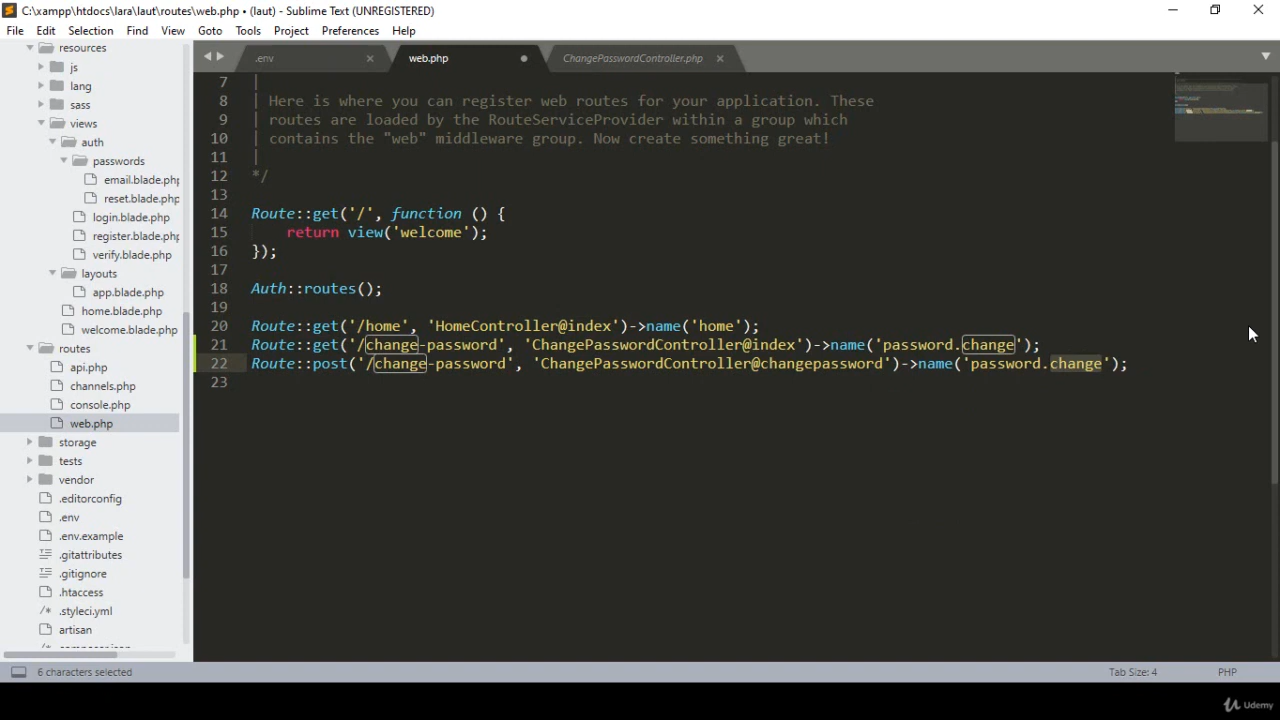 C:\xampp\htdocs\lara\laut\routes\web.php • (laut) - Sublime Text (UNREGISTERED)
File Edit Selection Find View Goto Tools Project Preferences Help
.env
web.php
ChangePasswordController.php
resources
js
lang
sass
views
auth
passwords
email.blade.php
reset.blade.php
login.blade.php
register.blade.php
verify.blade.php
layouts
app.blade.php
home.blade.php
welcome.blade.php
routes
api.php
channels.php
console.php
web.php
storage
tests
vendor
.editorconfig
.env
.env.example
.gitattributes
.gitignore
.htaccess
.styleci.yml
artisan
7 |
8 | Here is where you can register web routes for your application. These
9 | routes are loaded by the RouteServiceProvider within a group which
10 | contains the "web" middleware group. Now create something great!
11 |
12 */
13
14 Route::get('/', function () {
15 return view('welcome');
16 });
17
18 Auth::routes();
19
20 Route::get('/home', 'HomeController@index')->name('home');
21 Route::get('/change-password', 'ChangePasswordController@index')->name('password.change');
22 Route::post('/change-password', 'ChangePasswordController@changepassword')->name('password.change');
23
6 characters selected
Tab Size: 4
PHP
Udemy